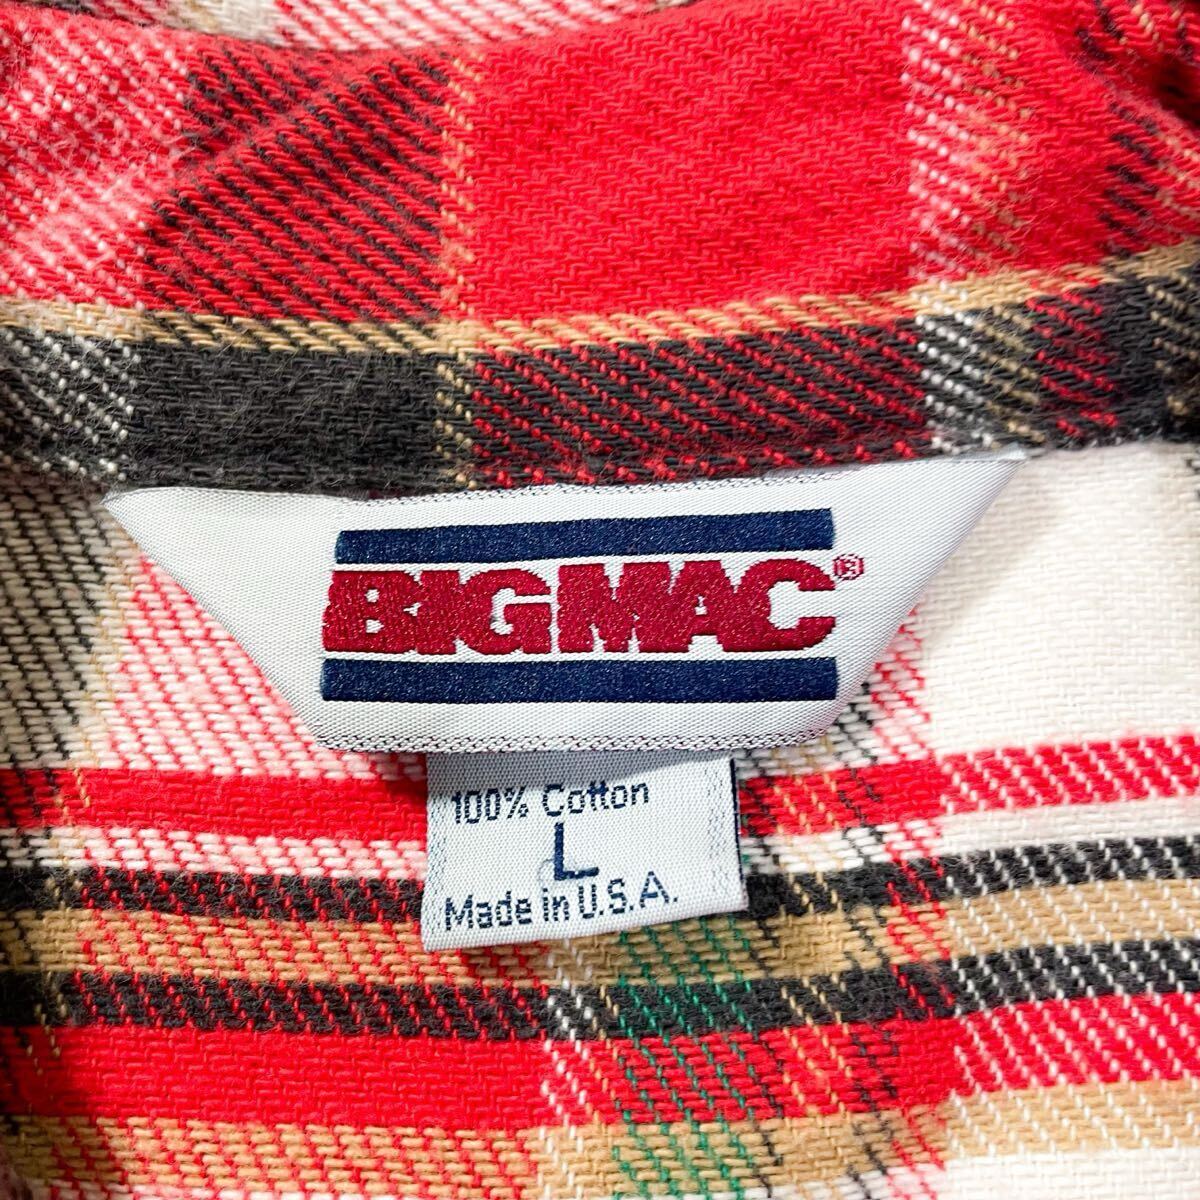 BIG MAC®
100% Cotton
L
Made in U.S.A.